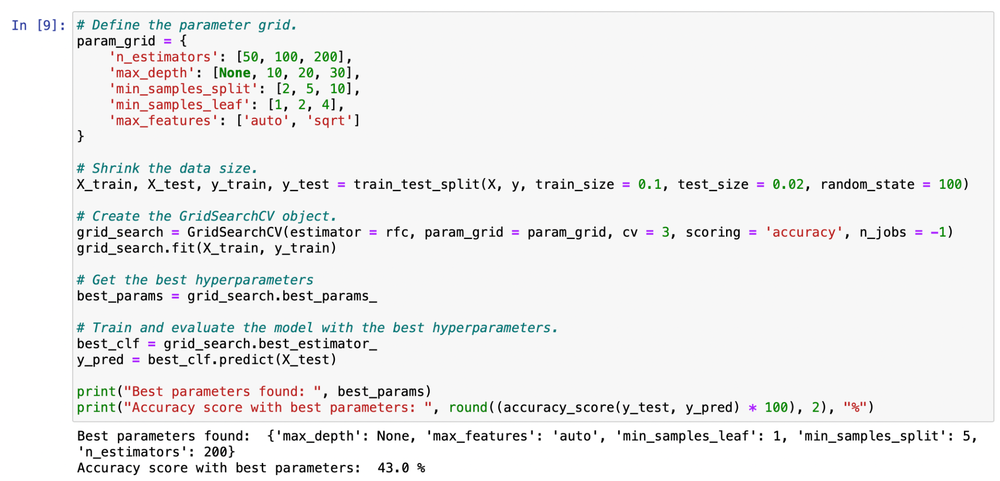 In [9]:
# Define the parameter grid.
param_grid = {
    'n_estimators': [50, 100, 200],
    'max_depth': [None, 10, 20, 30],
    'min_samples_split': [2, 5, 10],
    'min_samples_leaf': [1, 2, 4],
    'max_features': ['auto', 'sqrt']
}
# Shrink the data size.
X_train, X_test, y_train, y_test = train_test_split(X, y, train_size = 0.1, test_size = 0.02, random_state = 100)
# Create the GridSearchCV object.
grid_search = GridSearchCV(estimator = rfc, param_grid = param_grid, cv = 3, scoring = 'accuracy', n_jobs = -1)
grid_search.fit(X_train, y_train)
# Get the best hyperparameters
best_params = grid_search.best_params_
# Train and evaluate the model with the best hyperparameters.
best_clf = grid_search.best_estimator_
y_pred = best_clf.predict(X_test)
print("Best parameters found: ", best_params)
print("Accuracy score with best parameters: ", round((accuracy_score(y_test, y_pred) * 100), 2), "%")
Best parameters found:  {'max_depth': None, 'max_features': 'auto', 'min_samples_leaf': 1, 'min_samples_split': 5,
'n_estimators': 200}
Accuracy score with best parameters:  43.0 %